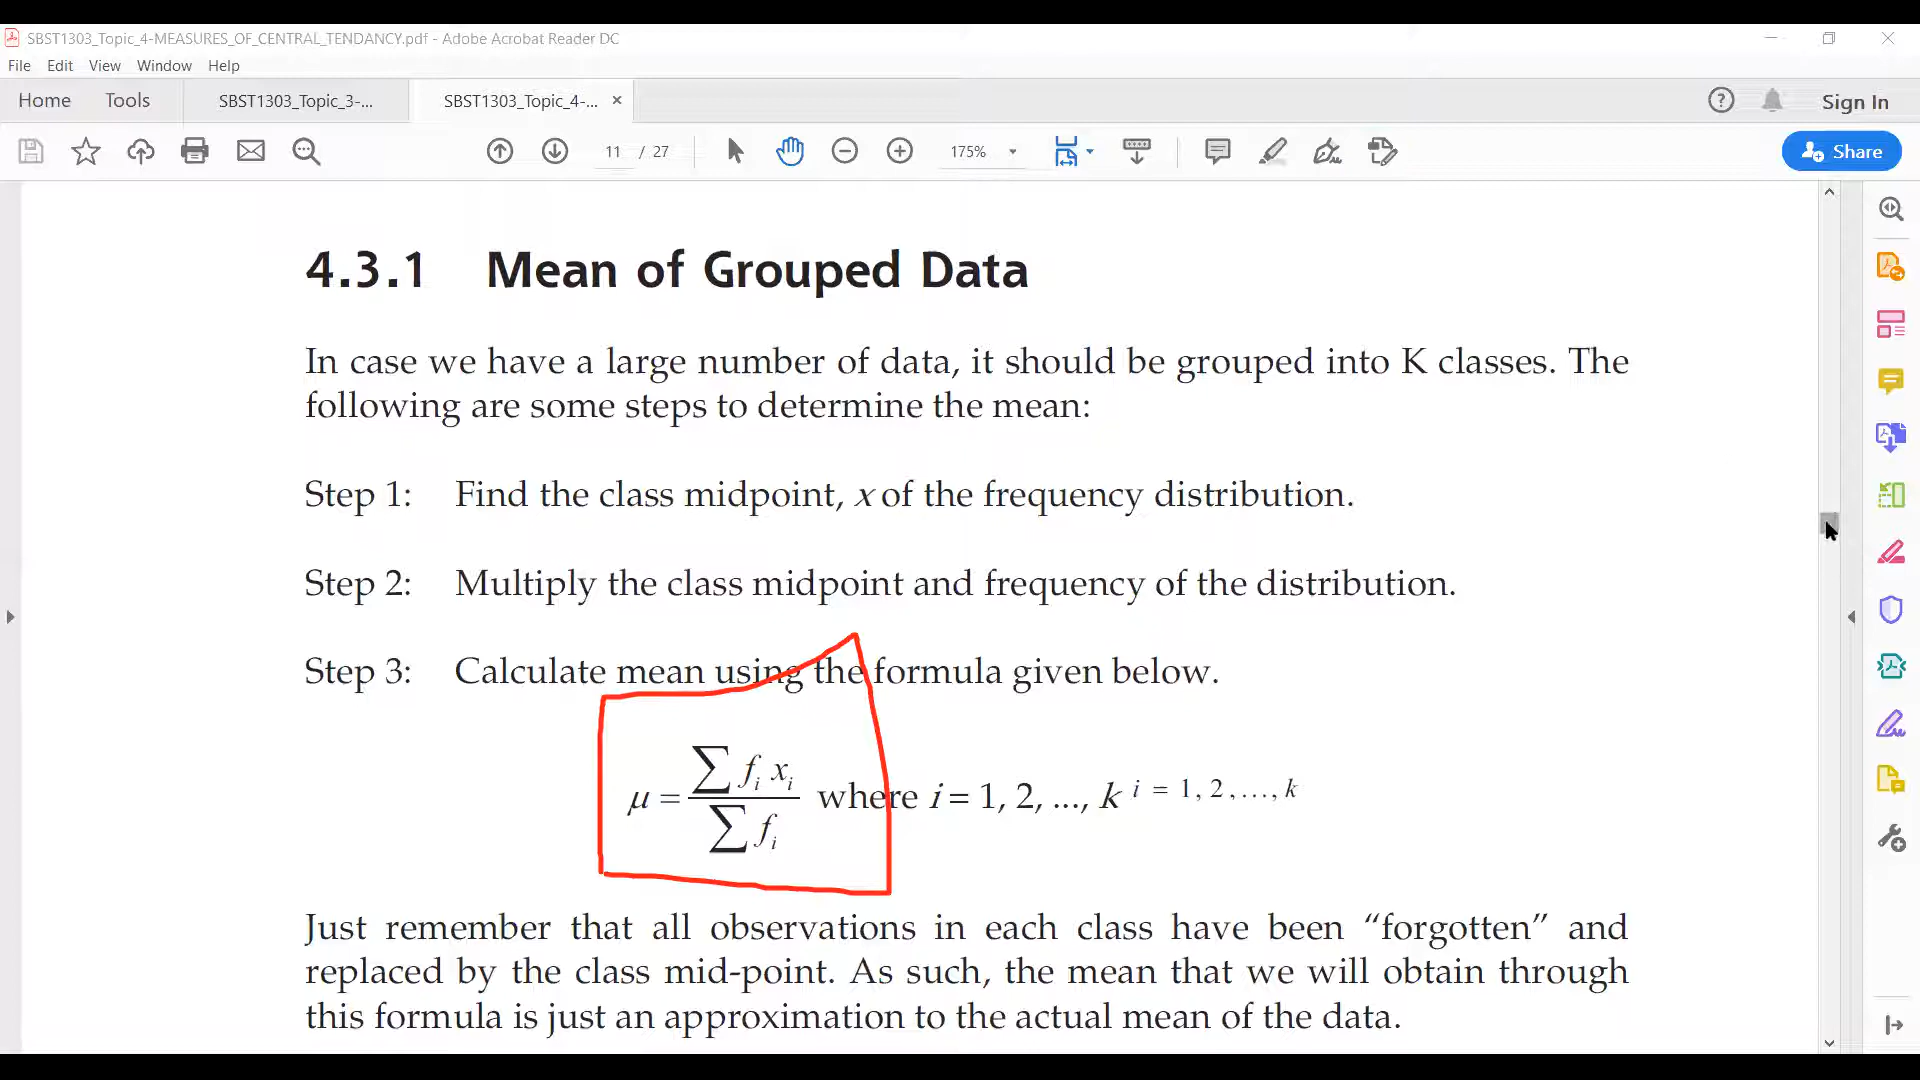 SBST1303_Topic_4-MEASURES_OF_CENTRAL_TENDANCY.pdf - Adobe Acrobat Reader DC
File Edit View Window Help
Home Tools SBST1303_Topic_3-... SBST1303_Topic_4-... × Sign In
11 / 27 175% Share
4.3.1 Mean of Grouped Data
In case we have a large number of data, it should be grouped into K classes. The
following are some steps to determine the mean:
Step 1: Find the class midpoint, x of the frequency distribution.
Step 2: Multiply the class midpoint and frequency of the distribution.
Step 3: Calculate mean using the formula given below.
μ = ∑ fᵢ xᵢ / ∑ fᵢ where i = 1, 2, ..., k i = 1, 2, ..., k
Just remember that all observations in each class have been “forgotten” and
replaced by the class mid-point. As such, the mean that we will obtain through
this formula is just an approximation to the actual mean of the data.